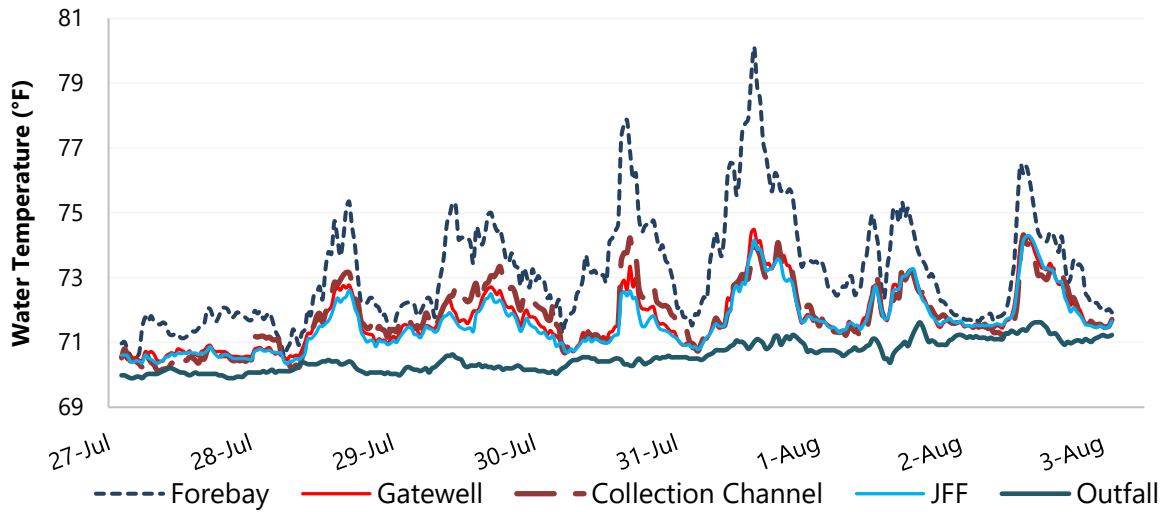 81
79
77
75
73
71
69
Water Temperature (°F)
27-Jul 28-Jul 29-Jul 30-Jul 31-Jul 1-Aug 2-Aug 3-Aug
Forebay Gatewell Collection Channel JFF Outfall